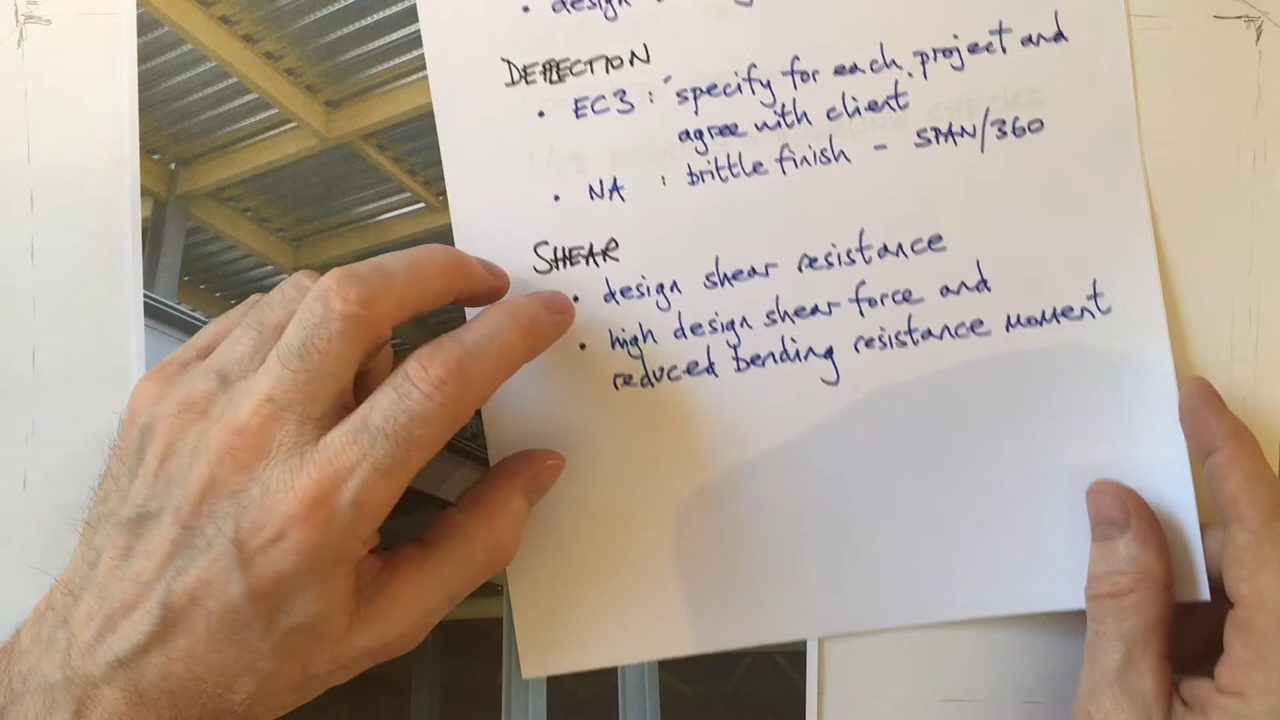 • design
DEFLECTION
• EC3 : specify for each project and
agree with client
• NA : brittle finish - SPAN/360
SHEAR
• design shear resistance
• high design shear force and
reduced bending resistance moment